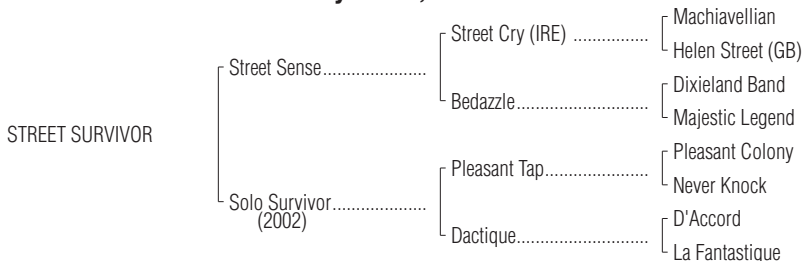 Machiavellian
Street Cry (IRE) ................
Helen Street (GB)
Street Sense......................
Dixieland Band
Bedazzle............................
Majestic Legend
STREET SURVIVOR
Pleasant Colony
Pleasant Tap......................
Never Knock
Solo Survivor....................
(2002)
D'Accord
Dactique............................
La Fantastique